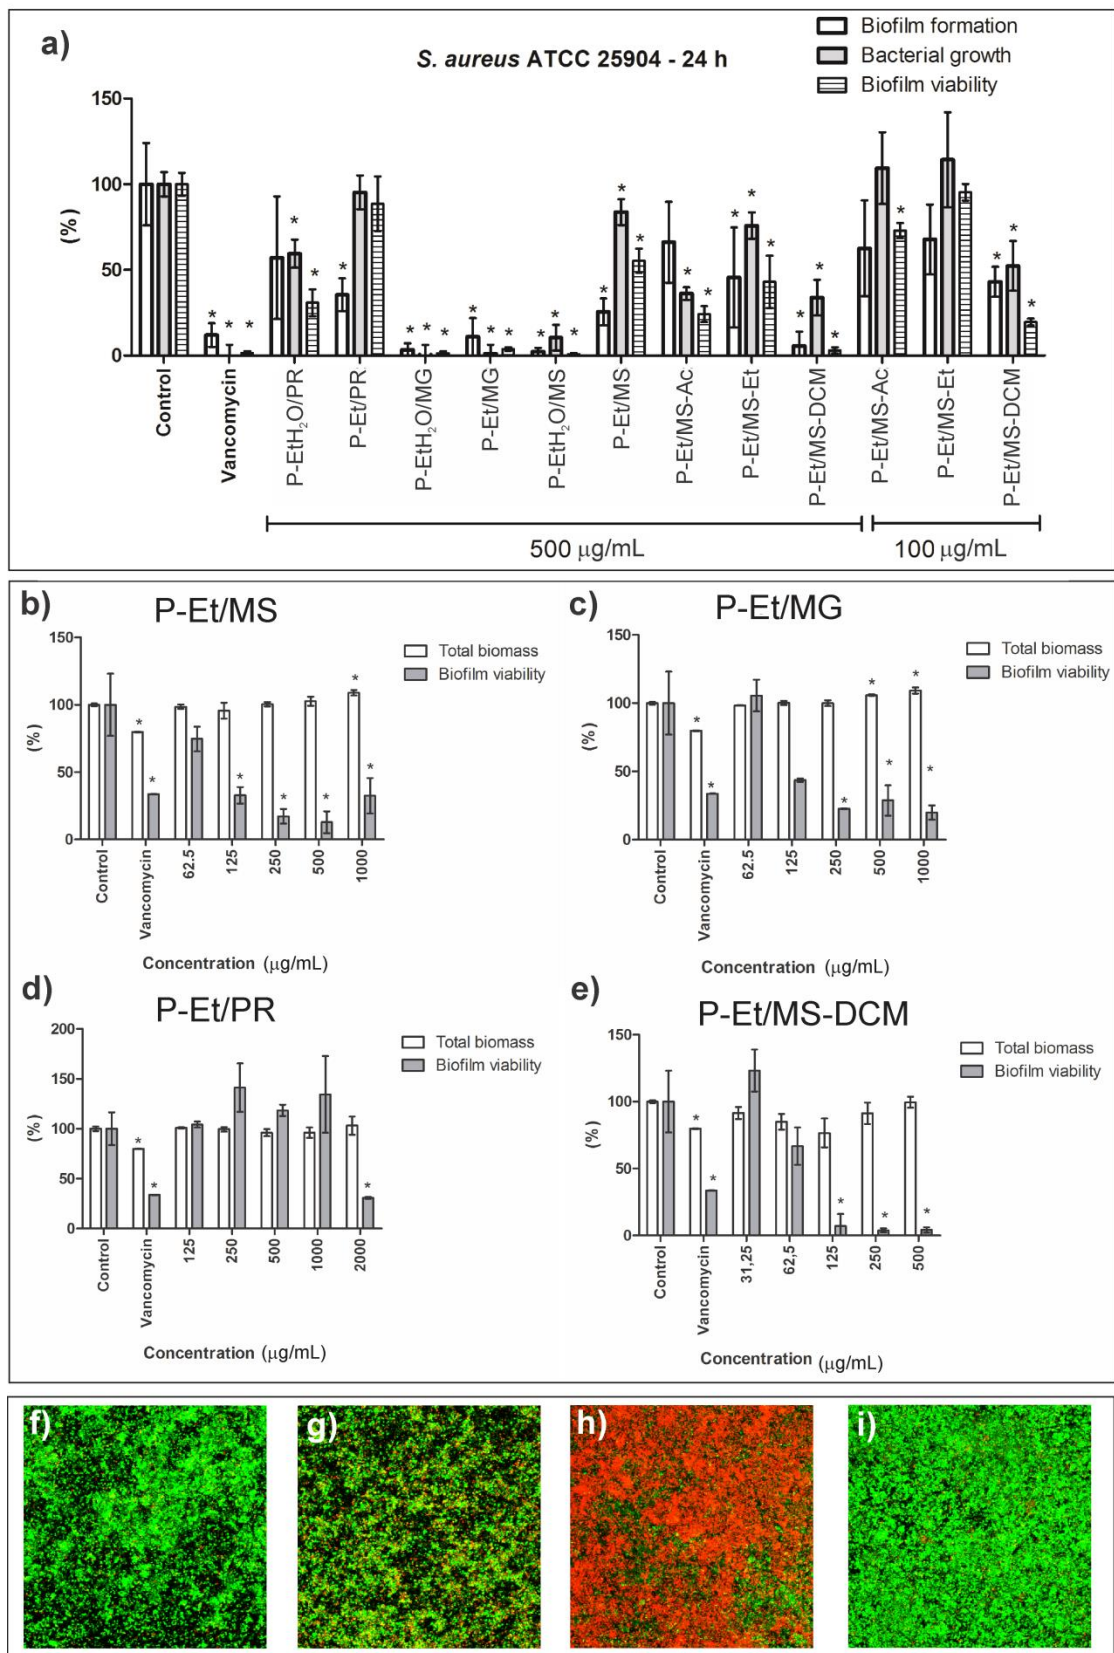 a)
S. aureus ATCC 25904 - 24 h
Biofilm formation
Bacterial growth
Biofilm viability
150
100
50
0
(%)
* * * * * * * * * * * * * * * * * * * * * * * * * * * *
Control
Vancomycin
P-EtH₂O/PR
P-Et/PR
P-EtH₂O/MG
P-Et/MG
P-EtH₂O/MS
P-Et/MS
P-Et/MS-Ac
P-Et/MS-Et
P-Et/MS-DCM
P-Et/MS-Ac
P-Et/MS-Et
P-Et/MS-DCM
500 µg/mL
100 µg/mL
b)
P-Et/MS
Total biomass
Biofilm viability
150
100
50
0
(%)
* * * * * * *
Control
Vancomycin
62.5
125
250
500
1000
Concentration (µg/mL)
c)
P-Et/MG
Total biomass
Biofilm viability
150
100
50
0
(%)
* * * * * * *
Control
Vancomycin
62.5
125
250
500
1000
Concentration (µg/mL)
d)
P-Et/PR
Total biomass
Biofilm viability
200
150
100
50
0
(%)
* * *
Control
Vancomycin
125
250
500
1000
2000
Concentration (µg/mL)
e)
P-Et/MS-DCM
Total biomass
Biofilm viability
150
100
50
0
(%)
* * * * *
Control
Vancomycin
31,25
62,5
125
250
500
Concentration (µg/mL)
f)
g)
h)
i)